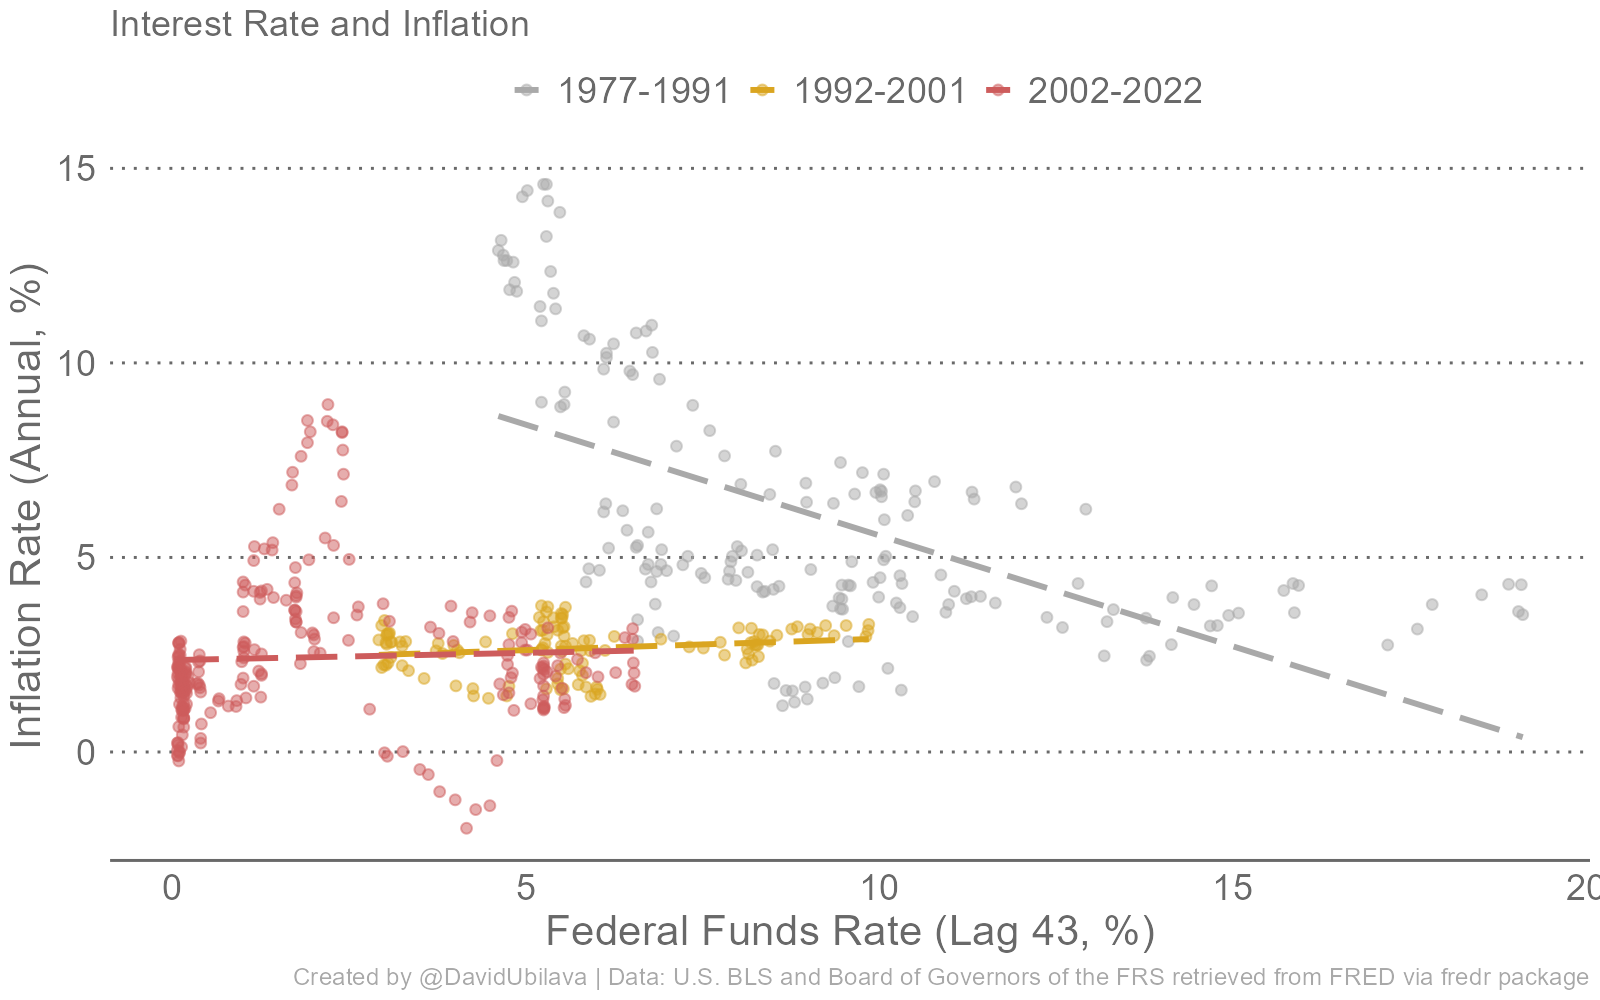 Interest Rate and Inflation
1977-1991 1992-2001 2002-2022
15
10
5
0
Inflation Rate (Annual, %)
0 5 10 15 20
Federal Funds Rate (Lag 43, %)
Created by @DavidUbilava | Data: U.S. BLS and Board of Governors of the FRS retrieved from FRED via fredr package